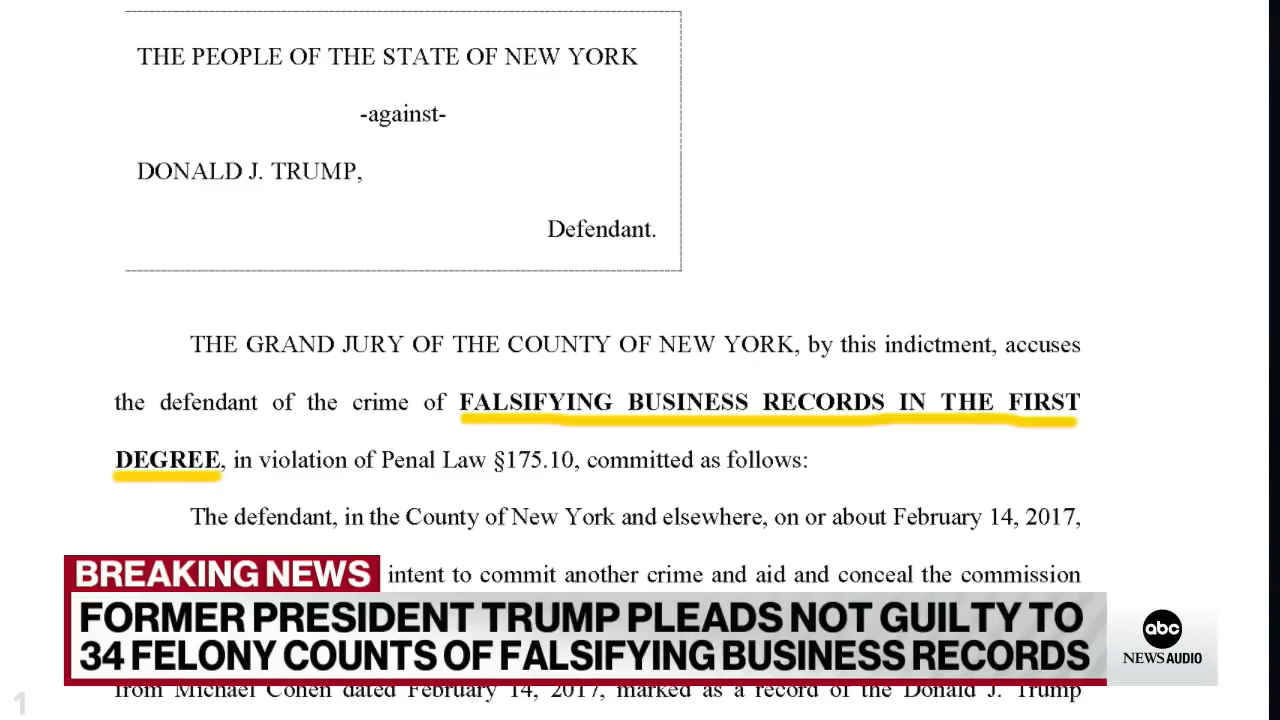 THE PEOPLE OF THE STATE OF NEW YORK
-against-
DONALD J. TRUMP,
Defendant.
THE GRAND JURY OF THE COUNTY OF NEW YORK, by this indictment, accuses
the defendant of the crime of FALSIFYING BUSINESS RECORDS IN THE FIRST
DEGREE, in violation of Penal Law §175.10, committed as follows:
The defendant, in the County of New York and elsewhere, on or about February 14, 2017,
intent to commit another crime and aid and conceal the commission
BREAKING NEWS
FORMER PRESIDENT TRUMP PLEADS NOT GUILTY TO
34 FELONY COUNTS OF FALSIFYING BUSINESS RECORDS
abc
NEWS AUDIO
from Michael Cohen dated February 14, 2017, marked as a record of the Donald J. Trump
1